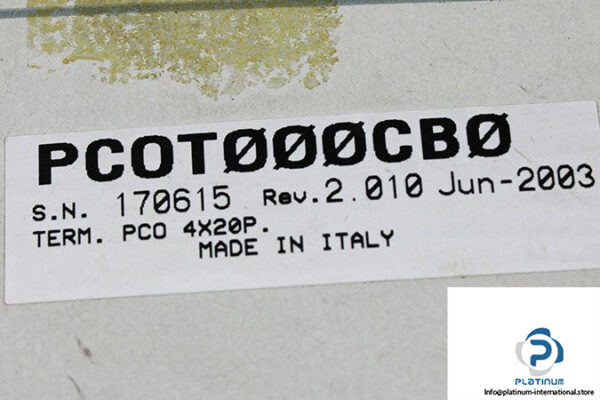 PCOTØØØCBØ
S.N. 170615 Rev.2.010 Jun-2003
TERM. PCO 4X20P.
MADE IN ITALY
PLATINUM
Info@platinum-international.store